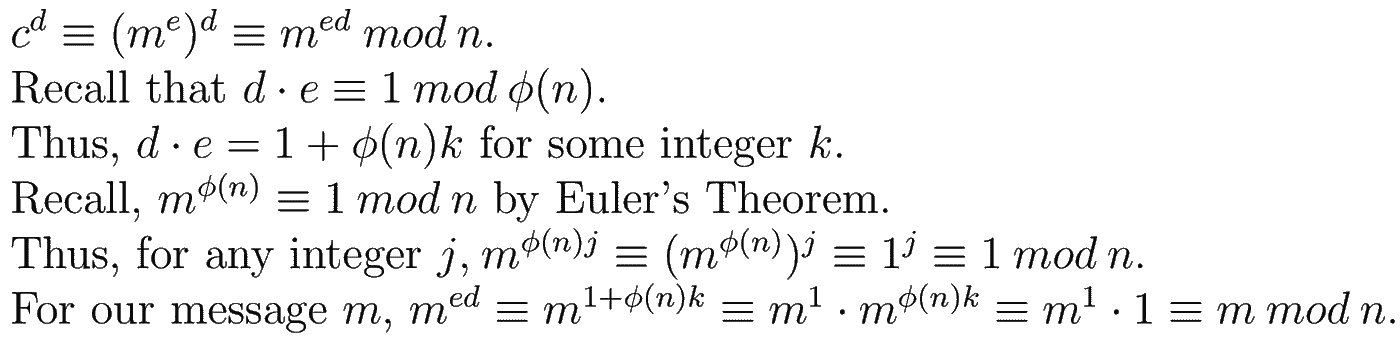 c^d ≡ (m^e)^d ≡ m^{ed} mod n.
Recall that d · e ≡ 1 mod ϕ(n).
Thus, d · e = 1 + ϕ(n)k for some integer k.
Recall, m^{ϕ(n)} ≡ 1 mod n by Euler's Theorem.
Thus, for any integer j, m^{ϕ(n)j} ≡ (m^{ϕ(n)})^j ≡ 1^j ≡ 1 mod n.
For our message m, m^{ed} ≡ m^{1+ϕ(n)k} ≡ m^1 · m^{ϕ(n)k} ≡ m^1 · 1 ≡ m mod n.